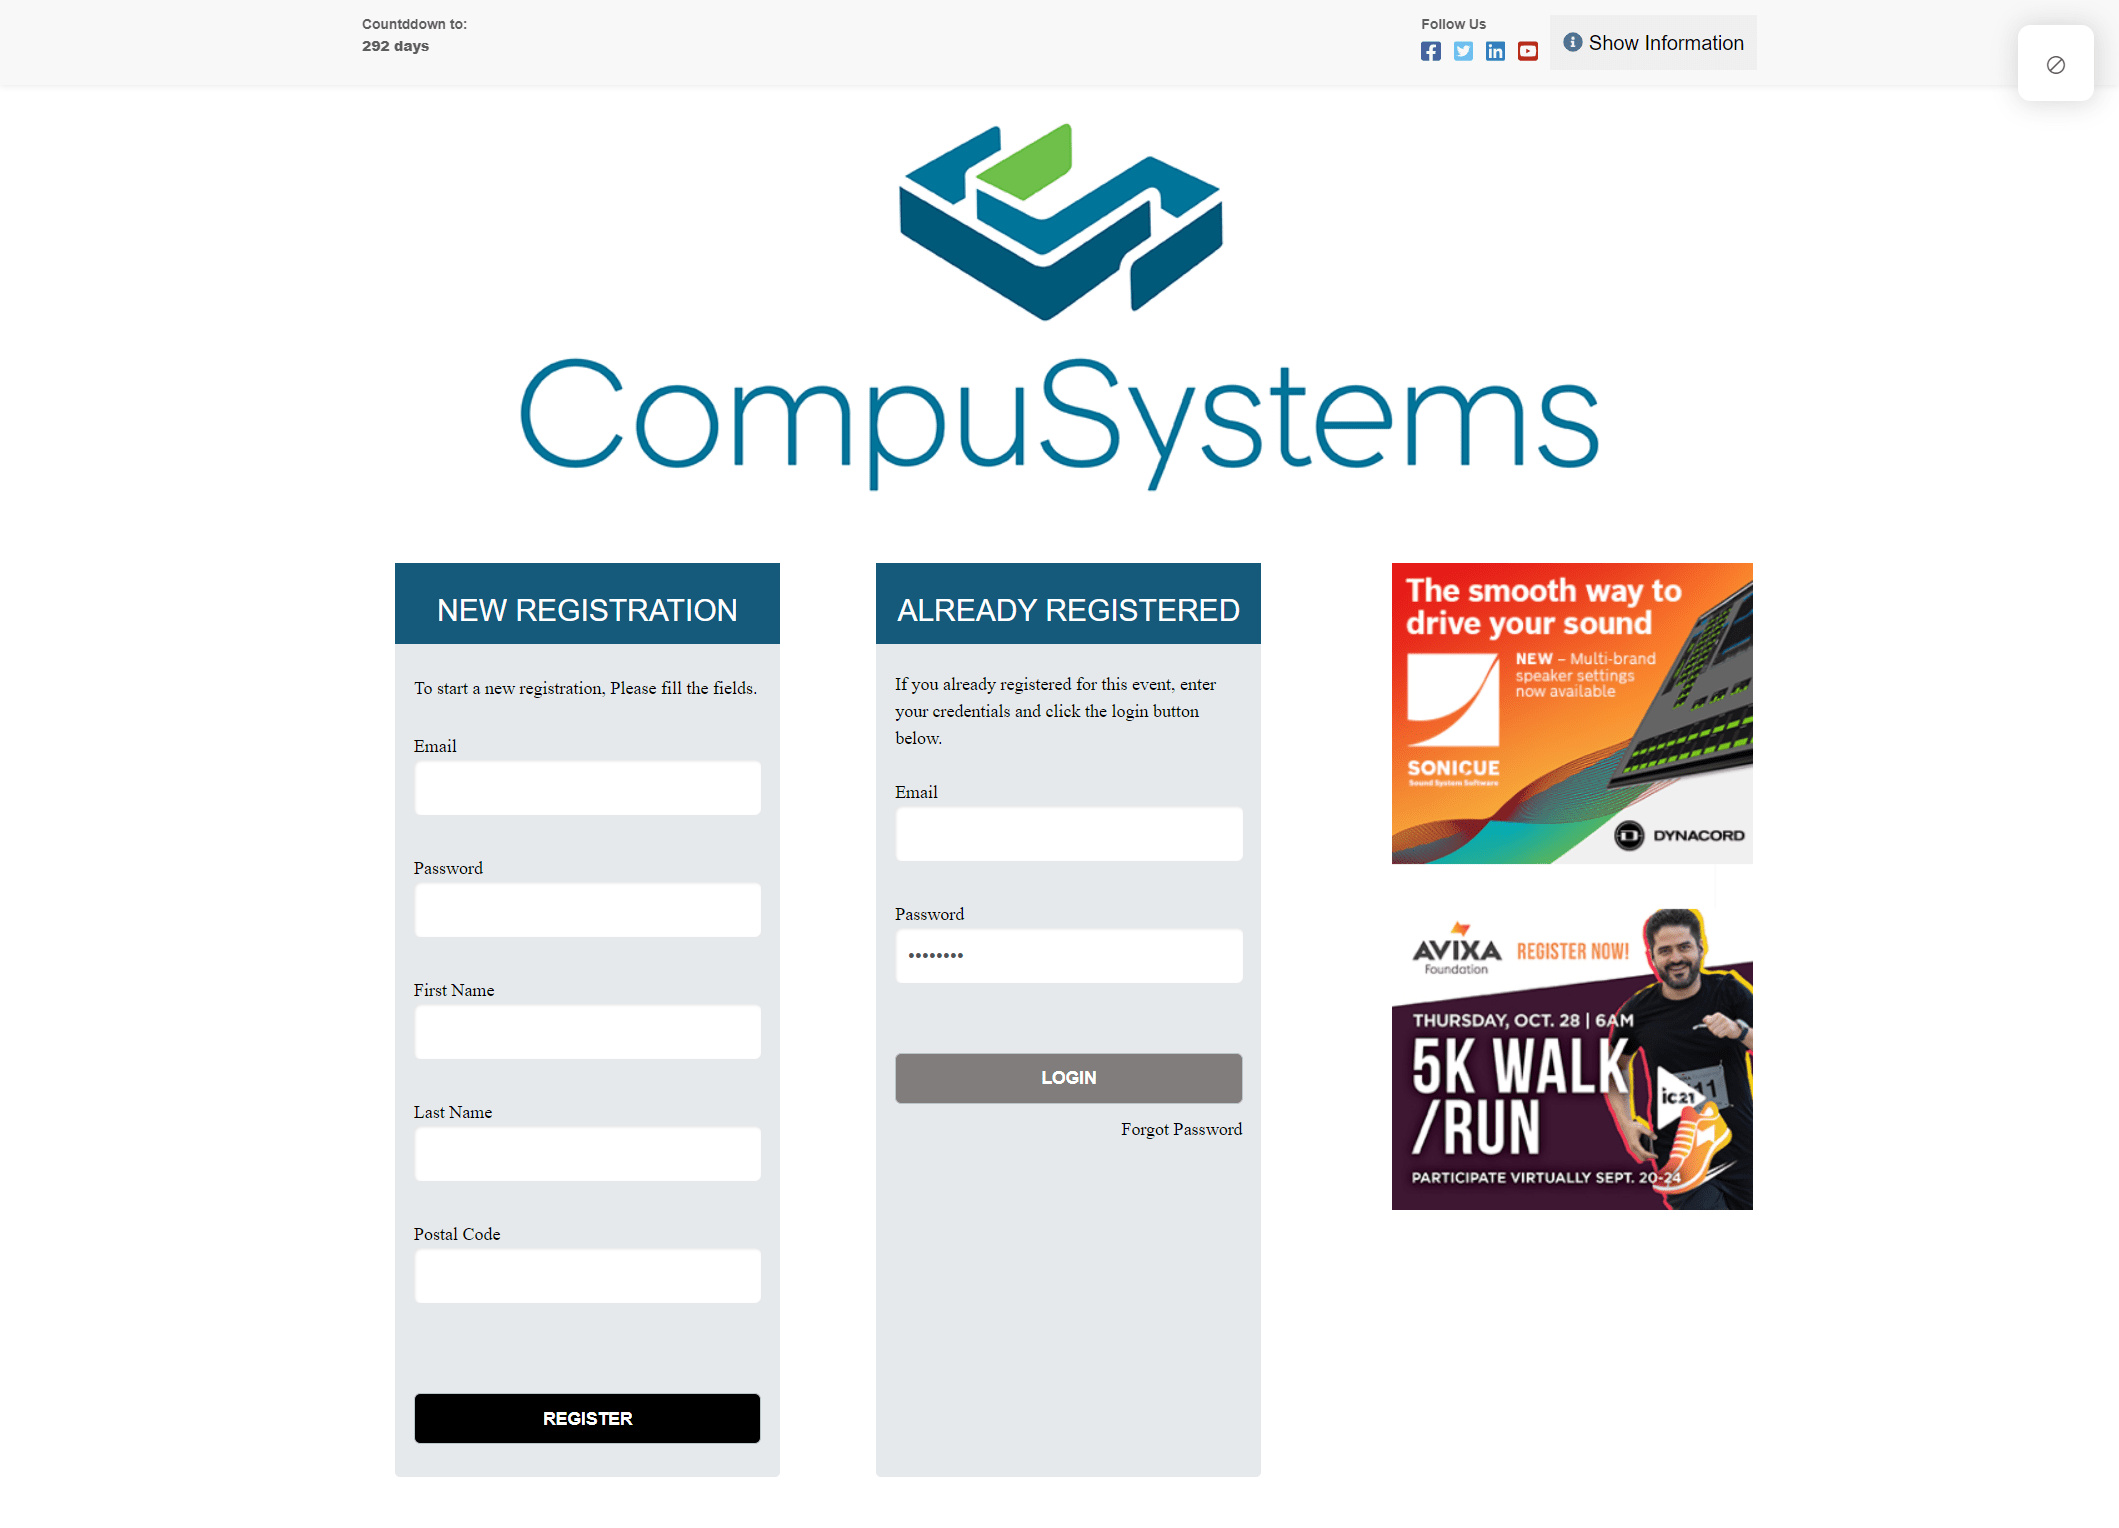 Countddown to:
292 days
Follow Us
Show Information
CompuSystems
NEW REGISTRATION
To start a new registration, Please fill the fields.
Email
Password
First Name
Last Name
Postal Code
REGISTER
ALREADY REGISTERED
If you already registered for this event, enter
your credentials and click the login button
below.
Email
Password
LOGIN
Forgot Password
The smooth way to
drive your sound
NEW – Multi-brand
speaker settings
now available
SONICUE
Sound System Software
DYNACORD
AVIXA
Foundation
REGISTER NOW!
THURSDAY, OCT. 28 | 6AM
5K WALK
/RUN
ic21
PARTICIPATE VIRTUALLY SEPT. 20-24